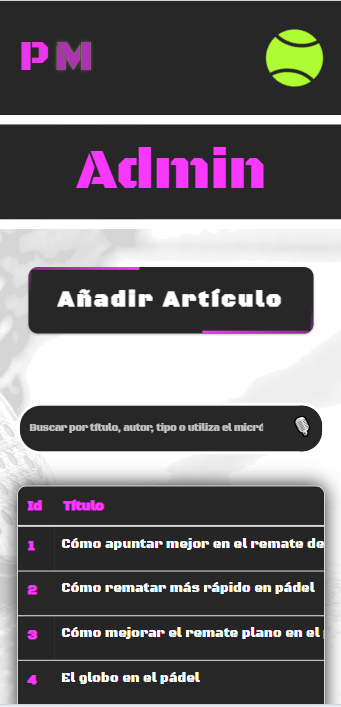 P M
Admin
Añadir Artículo
Buscar por título, autor, tipo o utiliza el micró
Id Título
1 Cómo apuntar mejor en el remate de
2 Cómo rematar más rápido en pádel
3 Cómo mejorar el remate plano en el
4 El globo en el pádel